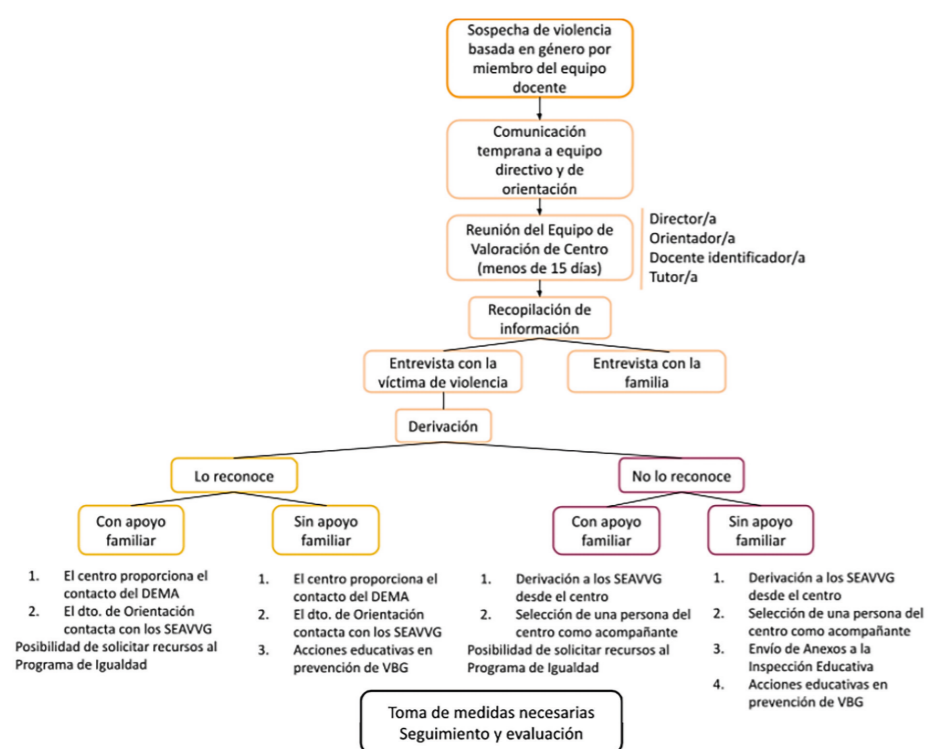 Sospecha de violencia
basada en género por
miembro del equipo
docente
Comunicación
temprana a equipo
directivo y de
orientación
Reunión del Equipo de
Valoración de Centro
(menos de 15 días)
Director/a
Orientador/a
Docente identificador/a
Tutor/a
Recopilación de
información
Entrevista con la
víctima de violencia
Entrevista con la
familia
Derivación
Lo reconoce
No lo reconoce
Con apoyo
familiar
Sin apoyo
familiar
Con apoyo
familiar
Sin apoyo
familiar
1. El centro proporciona el
contacto del DEMA
2. El dto. de Orientación
contacta con los SEAVVG
Posibilidad de solicitar recursos al
Programa de Igualdad
1. El centro proporciona el
contacto del DEMA
2. El dto. de Orientación
contacta con los SEAVVG
3. Acciones educativas en
prevención de VBG
1. Derivación a los SEAVVG
desde el centro
2. Selección de una persona del
centro como acompañante
Posibilidad de solicitar recursos al
Programa de Igualdad
1. Derivación a los SEAVVG
desde el centro
2. Selección de una persona del
centro como acompañante
3. Envío de Anexos a la
Inspección Educativa
4. Acciones educativas en
prevención de VBG
Toma de medidas necesarias
Seguimiento y evaluación